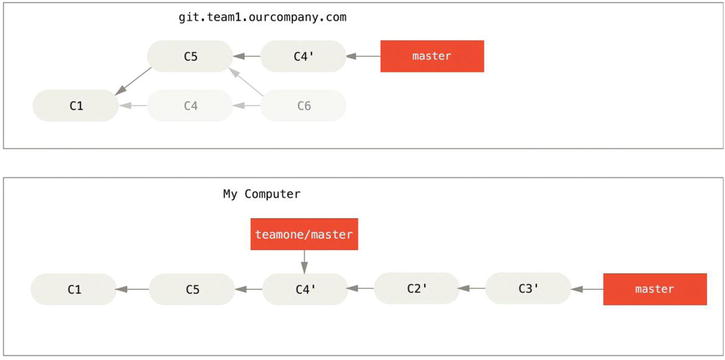 git.team1.ourcompany.com
C5 C4' master
C1 C4 C6
My Computer
teamone/master
C1 C5 C4' C2' C3' master